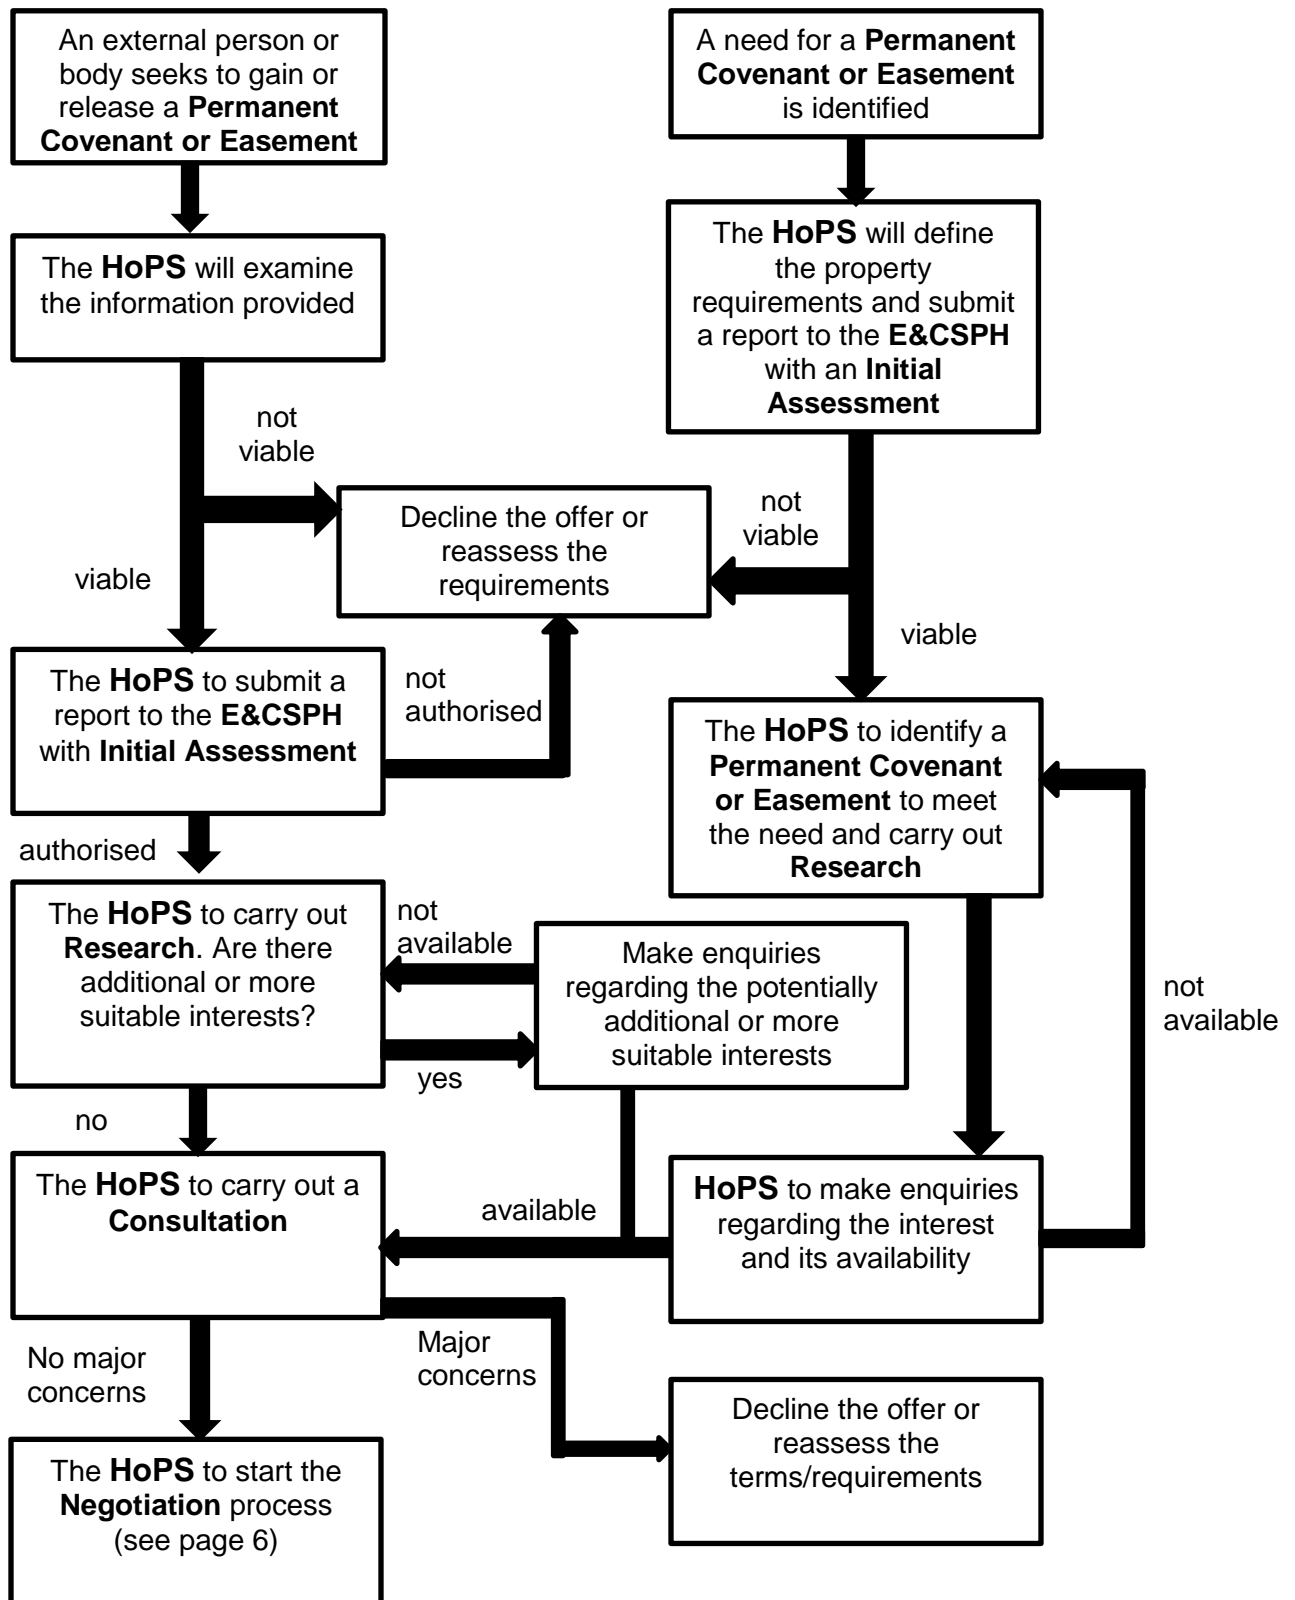 An external person or
body seeks to gain or
release a Permanent
Covenant or Easement
A need for a Permanent
Covenant or Easement
is identified
The HoPS will examine
the information provided
The HoPS will define
the property
requirements and submit
a report to the E&CSPH
with an Initial
Assessment
not
viable
Decline the offer or
reassess the
requirements
not
viable
viable
viable
The HoPS to submit a
report to the E&CSPH
with Initial Assessment
not
authorised
The HoPS to identify a
Permanent Covenant
or Easement to meet
the need and carry out
Research
authorised
The HoPS to carry out
Research. Are there
additional or more
suitable interests?
not
available
yes
Make enquiries
regarding the potentially
additional or more
suitable interests
not
available
no
The HoPS to carry out a
Consultation
available
HoPS to make enquiries
regarding the interest
and its availability
No major
concerns
Major
concerns
Decline the offer or
reassess the
terms/requirements
The HoPS to start the
Negotiation process
(see page 6)